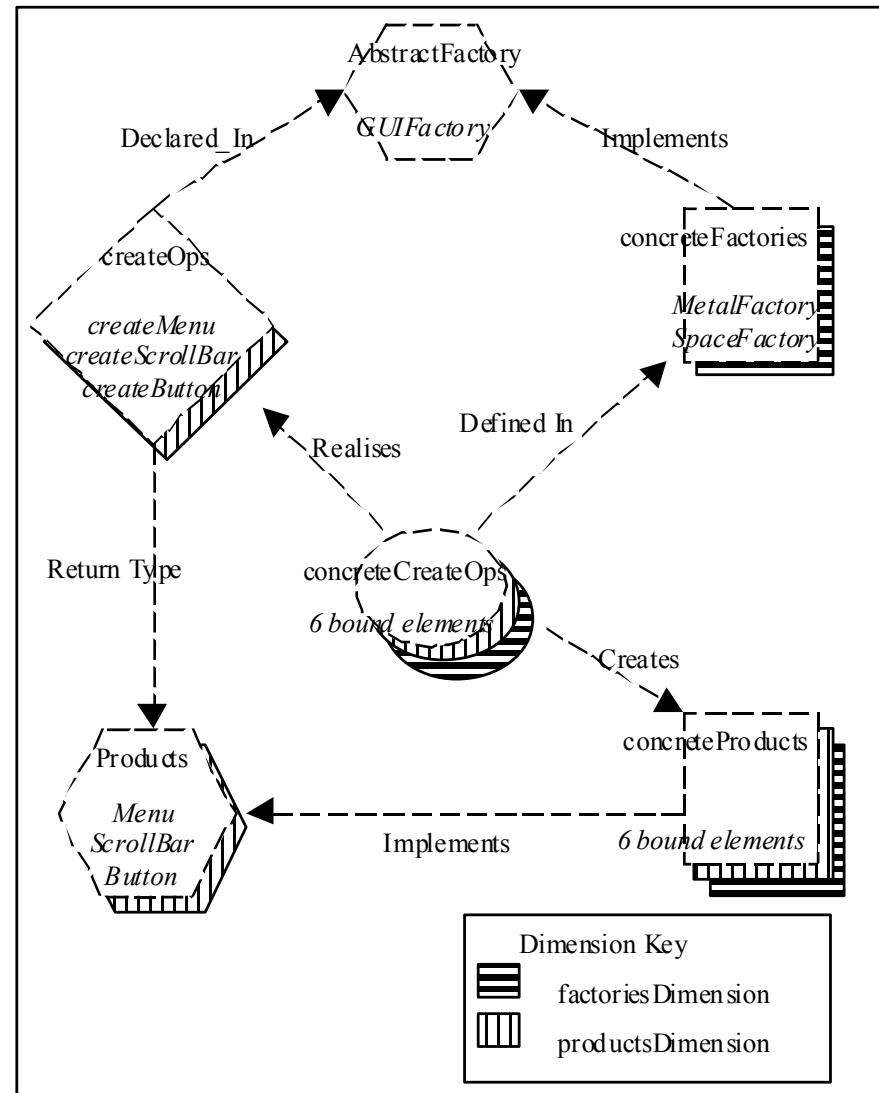 AbstractFactory
GUIFactory
Declared_In
Implements
createOps
createMenu
createScrollBar
createButton
concreteFactories
MetalFactory
SpaceFactory
Realises
Defined In
Return Type
concreteCreateOps
6 bound elements
Creates
Products
Menu
ScrollBar
Button
Implements
concreteProducts
6 bound elements
Dimension Key
factoriesDimension
productsDimension